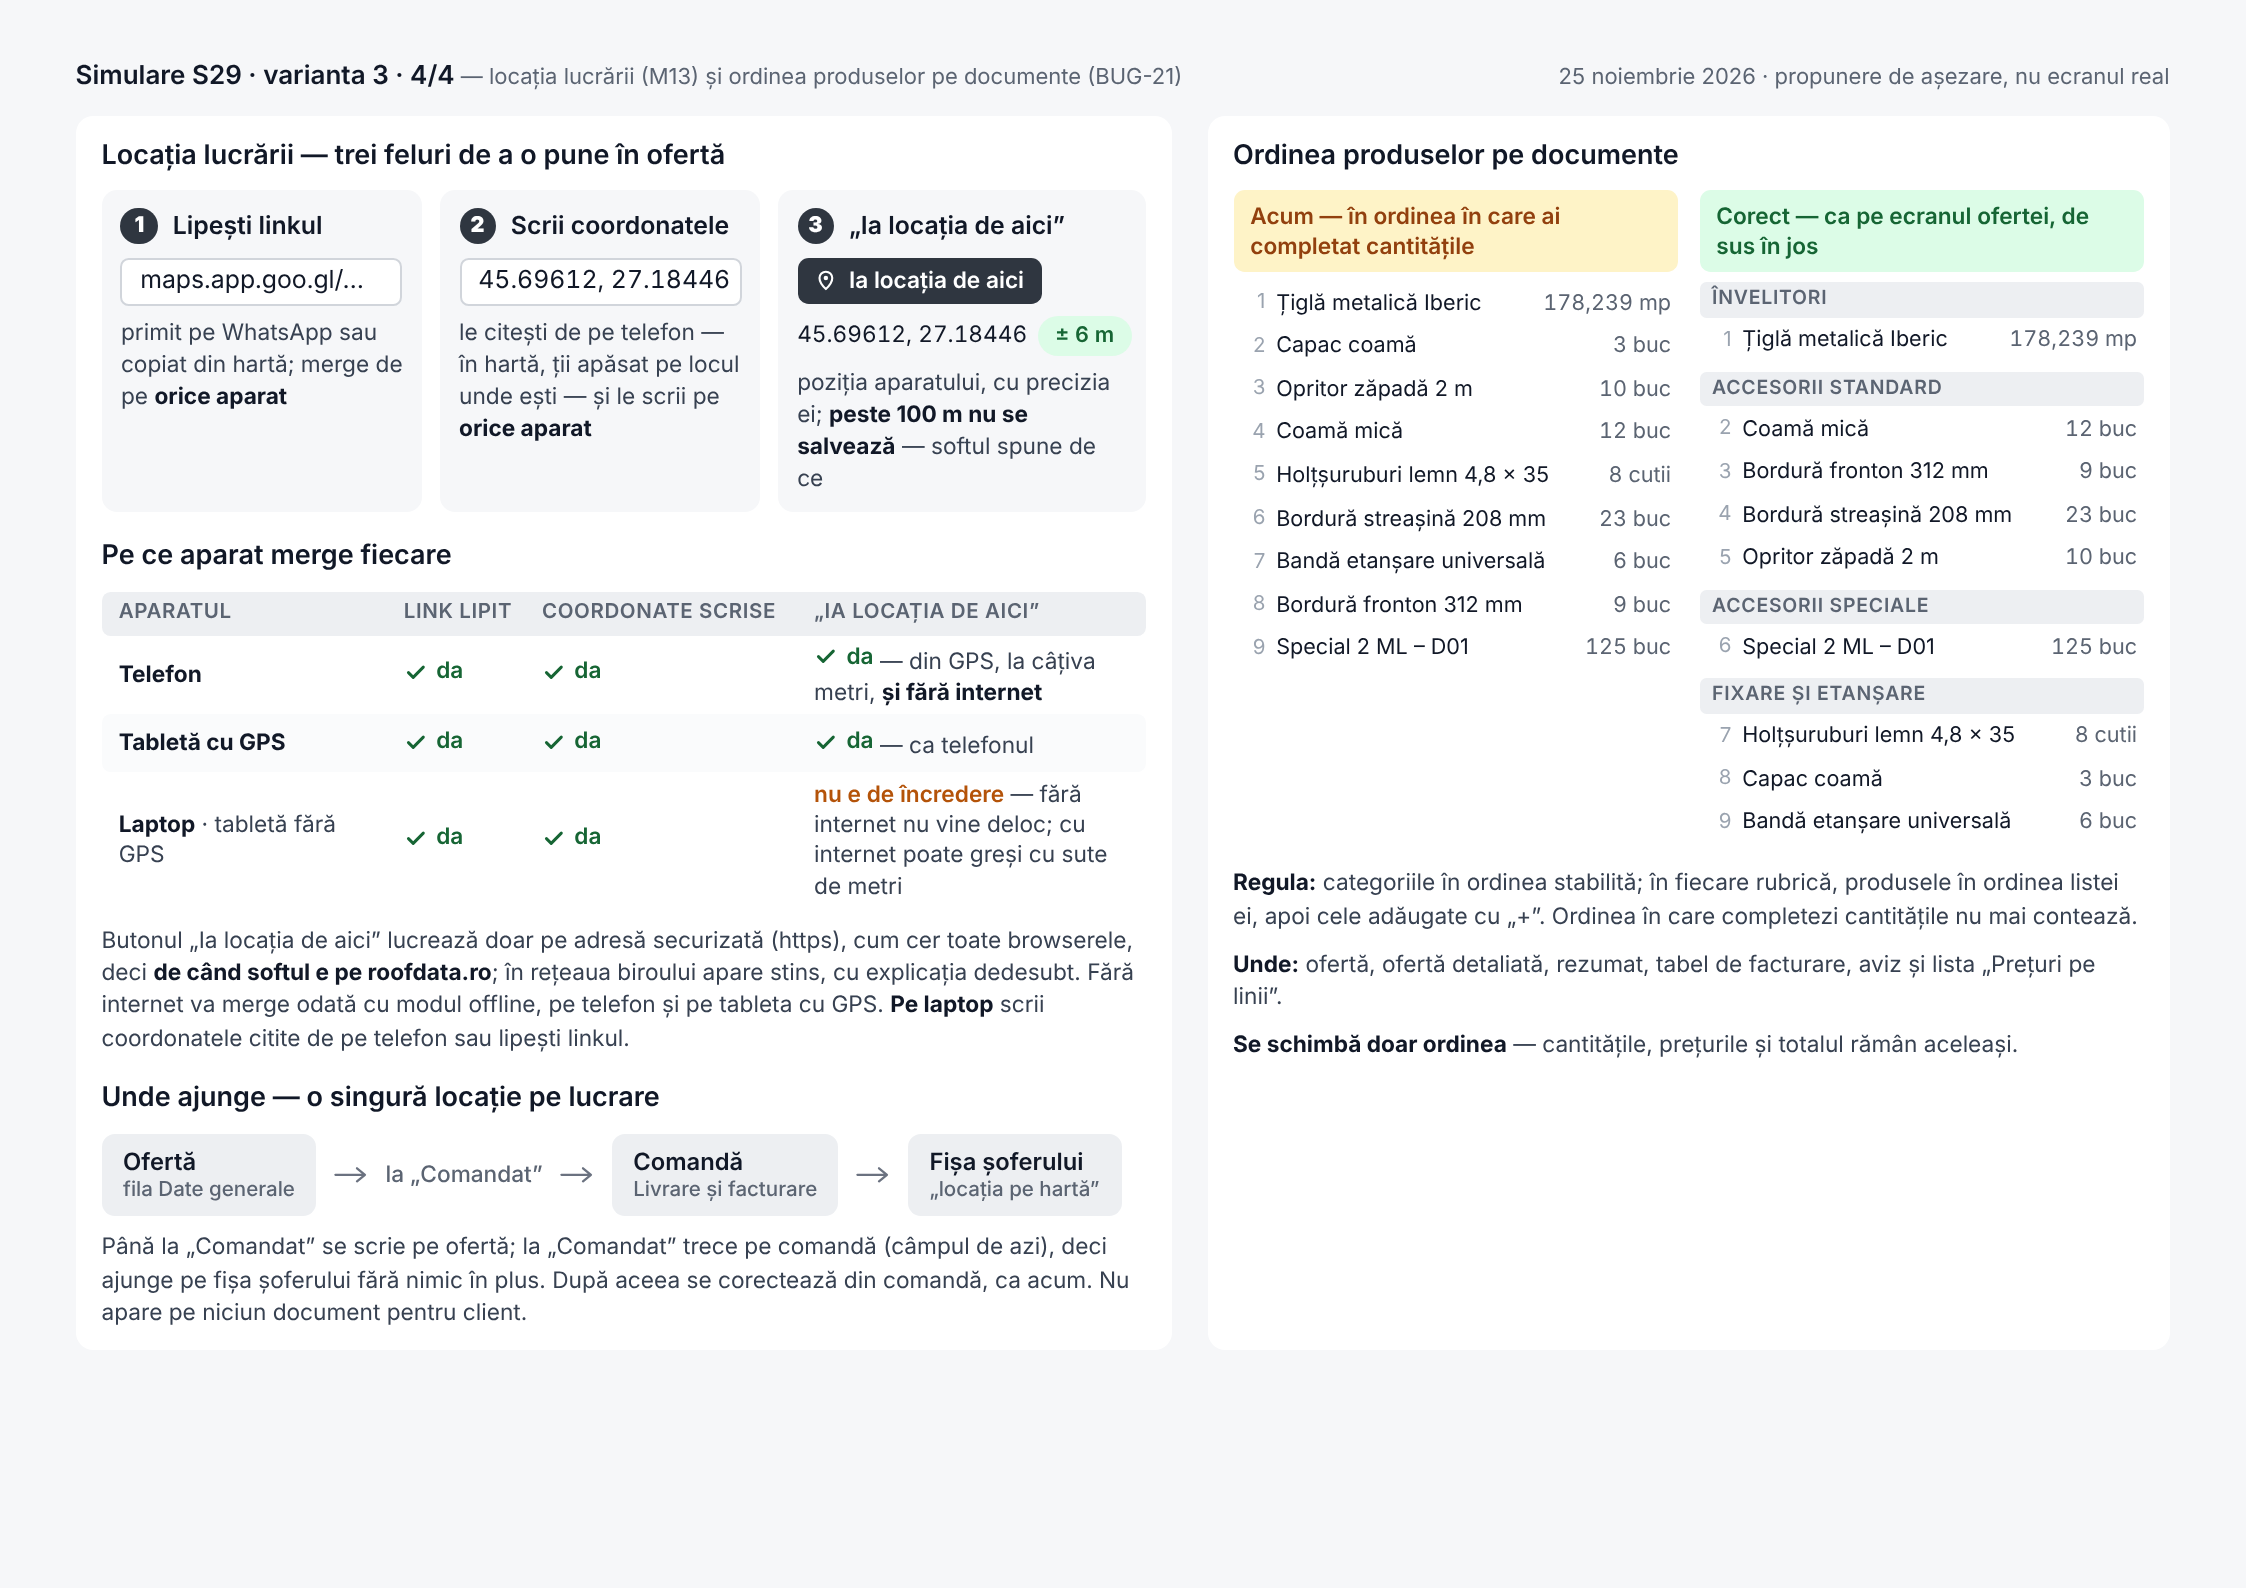 Simulare S29 · varianta 3 · 4/4 — locația lucrării (M13) și ordinea produselor pe documente (BUG-21)
25 noiembrie 2026 · propunere de așezare, nu ecranul real
Locația lucrării — trei feluri de a o pune în ofertă
1 Lipești linkul
maps.app.goo.gl/...
primit pe WhatsApp sau
copiat din hartă; merge de
pe orice aparat
2 Scrii coordonatele
45.69612, 27.18446
le citești de pe telefon —
în hartă, ții apăsat pe locul
unde ești — și le scrii pe
orice aparat
3 „Ia locația de aici”
Ia locația de aici
45.69612, 27.18446 ± 6 m
poziția aparatului, cu precizia
ei; peste 100 m nu se
salvează — softul spune de
ce
Pe ce aparat merge fiecare
APARATUL LINK LIPIT COORDONATE SCRISE „IA LOCAȚIA DE AICI”
Telefon ✓ da ✓ da ✓ da — din GPS, la câțiva
metri, și fără internet
Tabletă cu GPS ✓ da ✓ da ✓ da — ca telefonul
Laptop · tabletă fără
GPS
✓ da ✓ da
nu e de încredere — fără
internet nu vine deloc; cu
internet poate greși cu sute
de metri
Butonul „Ia locația de aici” lucrează doar pe adresă securizată (https), cum cer toate browserele,
deci de când softul e pe roofdata.ro; în rețeaua biroului apare stins, cu explicația dedesubt. Fără
internet va merge odată cu modul offline, pe telefon și pe tableta cu GPS. Pe laptop scrii
coordonatele citite de pe telefon sau lipești linkul.
Unde ajunge — o singură locație pe lucrare
Ofertă
fila Date generale
→ la „Comandat” →
Comandă
Livrare și facturare
→
Fișa șoferului
„locația pe hartă”
Până la „Comandat” se scrie pe ofertă; la „Comandat” trece pe comandă (câmpul de azi), deci
ajunge pe fișa șoferului fără nimic în plus. După aceea se corectează din comandă, ca acum. Nu
apare pe niciun document pentru client.
Ordinea produselor pe documente
Acum — în ordinea în care ai
completat cantitățile
1 Țiglă metalică Iberic 178,239 mp
2 Capac coamă 3 buc
3 Opritor zăpadă 2 m 10 buc
4 Coamă mică 12 buc
5 Holțșuruburi lemn 4,8 × 35 8 cutii
6 Bordură streașină 208 mm 23 buc
7 Bandă etanșare universală 6 buc
8 Bordură fronton 312 mm 9 buc
9 Special 2 ML – D01 125 buc
Corect — ca pe ecranul ofertei, de
sus în jos
ÎNVELITORI
1 Țiglă metalică Iberic 178,239 mp
ACCESORII STANDARD
2 Coamă mică 12 buc
3 Bordură fronton 312 mm 9 buc
4 Bordură streașină 208 mm 23 buc
5 Opritor zăpadă 2 m 10 buc
ACCESORII SPECIALE
6 Special 2 ML – D01 125 buc
FIXARE ȘI ETANȘARE
7 Holțșuruburi lemn 4,8 × 35 8 cutii
8 Capac coamă 3 buc
9 Bandă etanșare universală 6 buc
Regula: categoriile în ordinea stabilită; în fiecare rubrică, produsele în ordinea listei
ei, apoi cele adăugate cu „+”. Ordinea în care completezi cantitățile nu mai contează.
Unde: ofertă, ofertă detaliată, rezumat, tabel de facturare, aviz și lista „Prețuri pe
linii”.
Se schimbă doar ordinea — cantitățile, prețurile și totalul rămân aceleași.